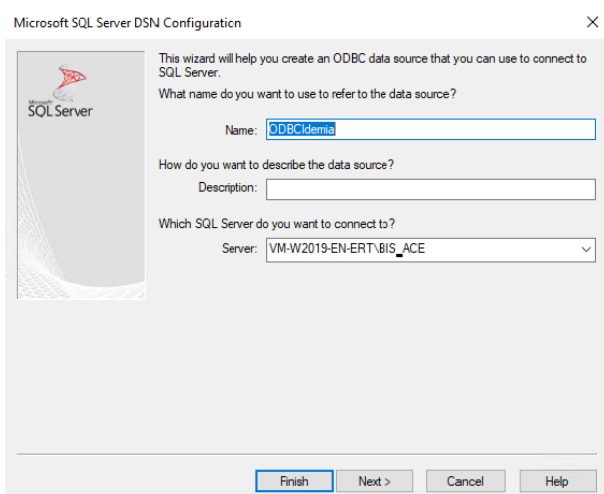 Microsoft SQL Server DSN Configuration
This wizard will help you create an ODBC data source that you can use to connect to
SQL Server.
What name do you want to use to refer to the data source?
Name: ODBCIdemia
How do you want to describe the data source?
Description:
Which SQL Server do you want to connect to?
Server: VM-W2019-EN-ERT\BIS_ACE
Microsoft
SQL Server
Finish Next > Cancel Help